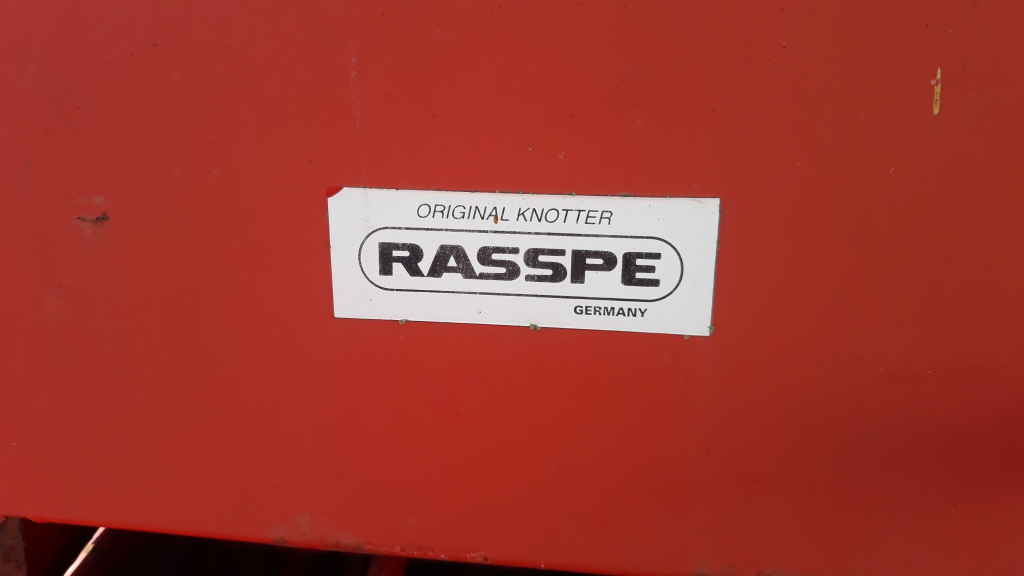 ORIGINAL KNOTTER
RASSPE
GERMANY